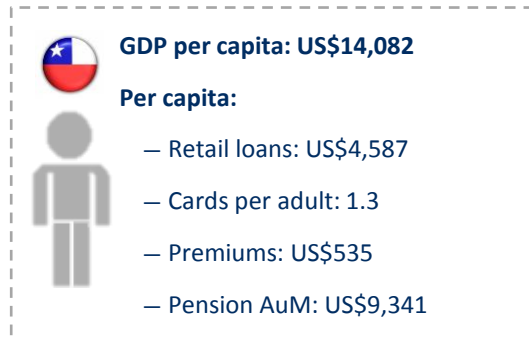 GDP per capita: US$14,082
Per capita:
— Retail loans: US$4,587
— Cards per adult: 1.3
— Premiums: US$535
— Pension AuM: US$9,341